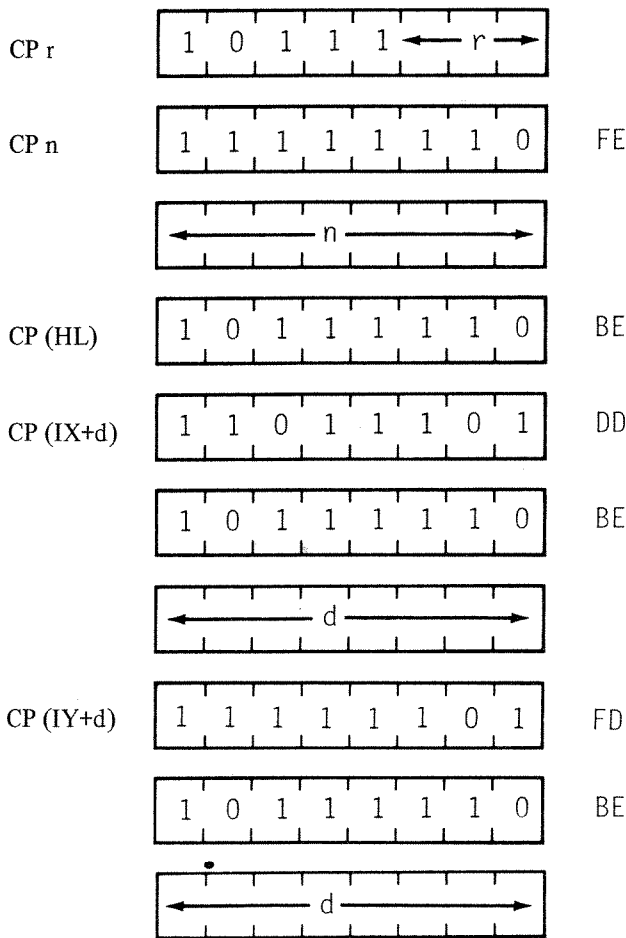 CP r 1 0 1 1 1 r
CP n 1 1 1 1 1 1 1 0 FE
n
CP (HL) 1 0 1 1 1 1 1 0 BE
CP (IX+d) 1 1 0 1 1 1 0 1 DD
1 0 1 1 1 1 1 0 BE
d
CP (IY+d) 1 1 1 1 1 1 0 1 FD
1 0 1 1 1 1 1 0 BE
d